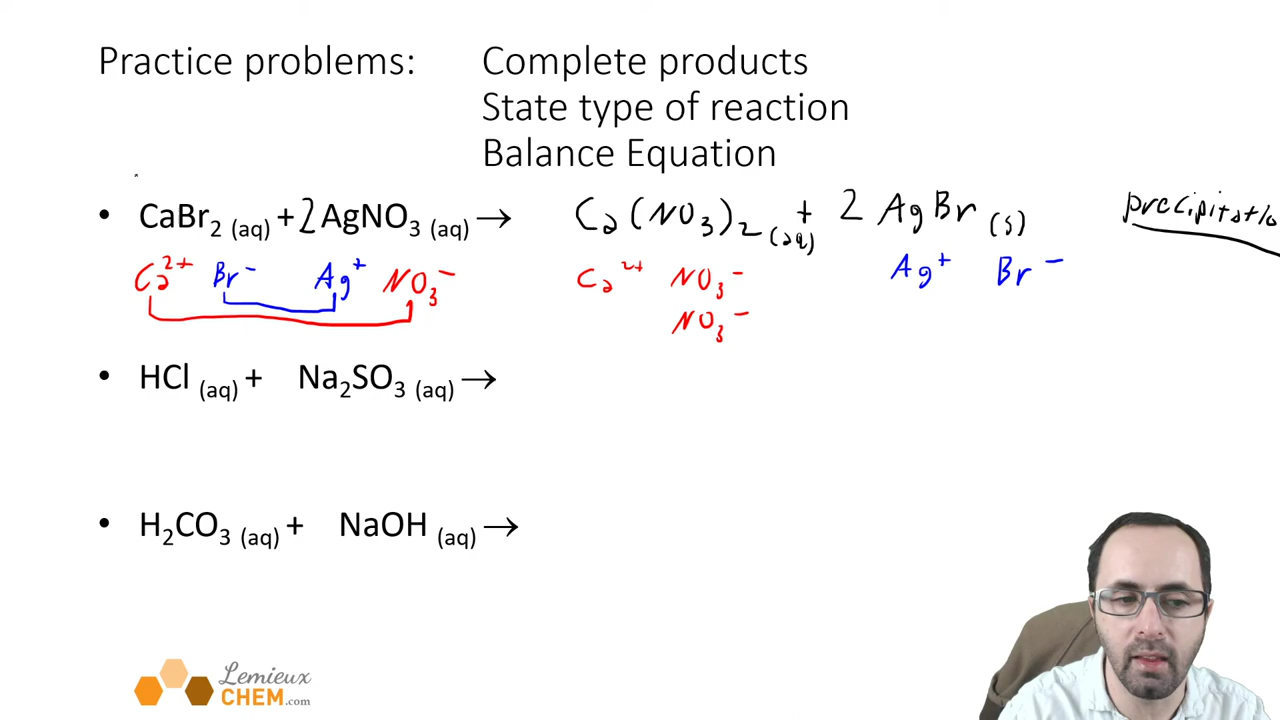 Practice problems: Complete products
State type of reaction
Balance Equation
• CaBr₂ (aq) + 2 AgNO₃ (aq) → Ca(NO₃)₂ (aq) + 2 AgBr (s) precipitatio
Ca²⁺ Br⁻ Ag⁺ NO₃⁻ Ca²⁺ NO₃⁻ Ag⁺ Br⁻
NO₃⁻
• HCl (aq) + Na₂SO₃ (aq) →
• H₂CO₃ (aq) + NaOH (aq) →
Lemieux
CHEM.com